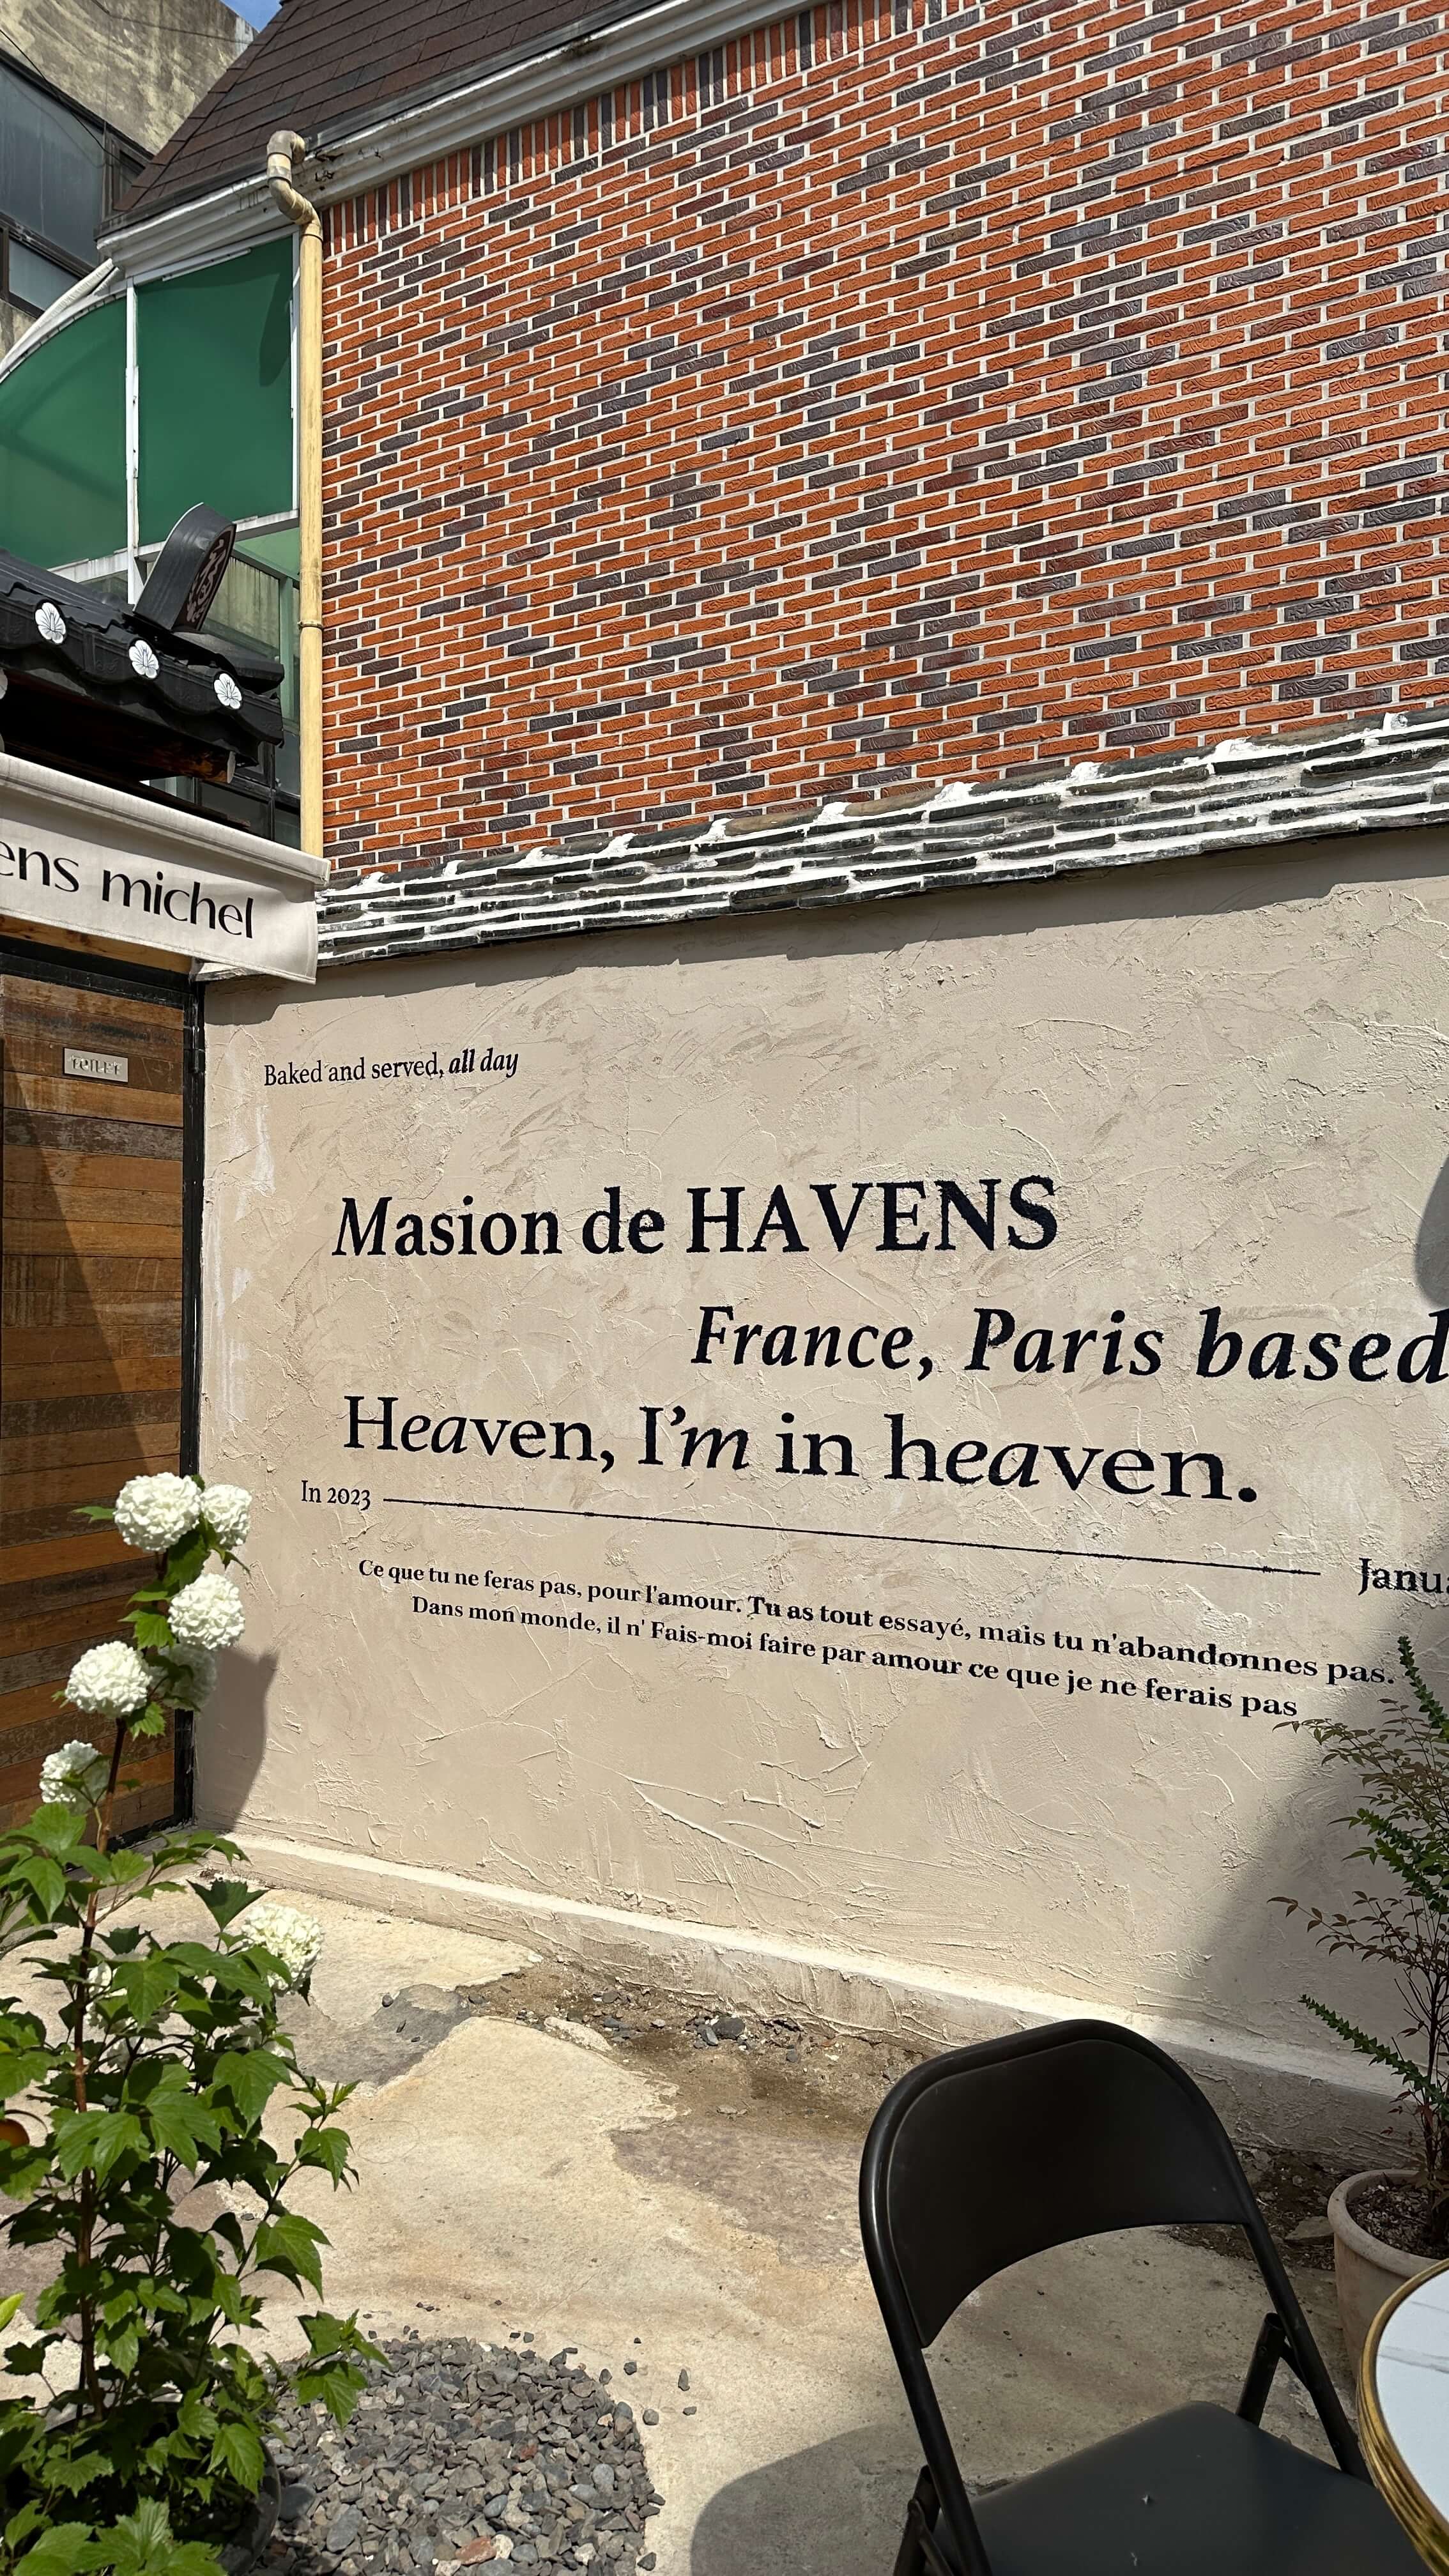 ens michel
TOILET
Baked and served, all day
Masion de HAVENS
France, Paris based
Heaven, I'm in heaven.
In 2023
Janu
Ce que tu ne feras pas, pour l'amour. Tu as tout essayé, mais tu n'abandonnes pas.
Dans mon monde, il n' Fais-moi faire par amour ce que je ne ferais pas